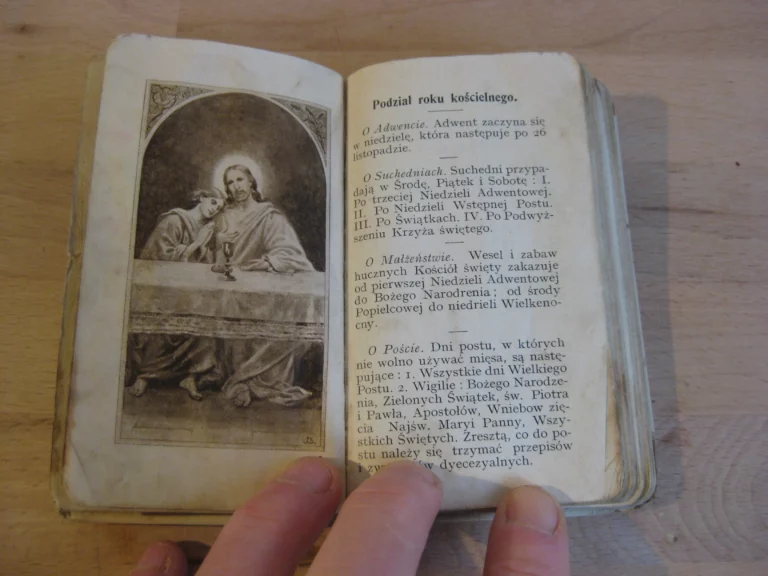 Podział roku kościelnego.
O Adwencie. Adwent zaczyna się
w niedzielę, która następuje po 26
listopadzie.
O Suchedniach. Suchedni przypa-
dają w Środę, Piątek i Sobotę : I.
Po trzeciej Niedzieli Adwentowej.
II. Po Niedzieli Wstępnej Postu.
III. Po Świątkach. IV. Po Podwyż-
szeniu Krzyża świętego.
O Małżeństwie. Wesel i zabaw
hucznych Kościół święty zakazuje
od pierwszej Niedzieli Adwentowej
do Bożego Narodrenia ; od środy
Popielcowej do niedrieli Wielkeno-
cny.
O Poście. Dni postu, w których
nie wolno używać mięsa, są nastę-
pujące : 1. Wszystkie dni Wielkiego
Postu. 2. Wigilie : Bożego Narodze-
nia, Zielonych Świątek, św. Piotra
i Pawła, Apostołów, Wniebow zię-
cia Najśw. Maryi Panny, Wszy-
stkich Świętych. Zresztą, co do po-
stu należy się trzymać przepisów
i dyecezyalnych.